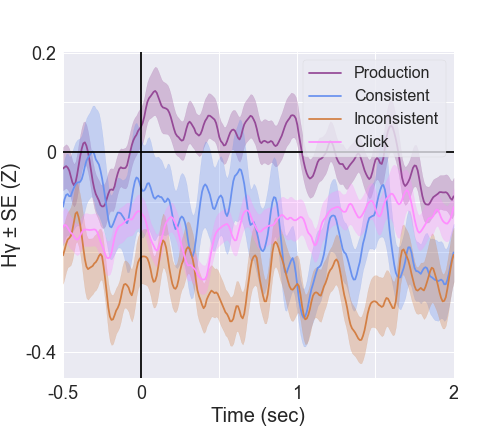 0.2
Production
Consistent
Inconsistent
Click
0
-0.4
Hγ ± SE (Z)
-0.5
0
1
2
Time (sec)